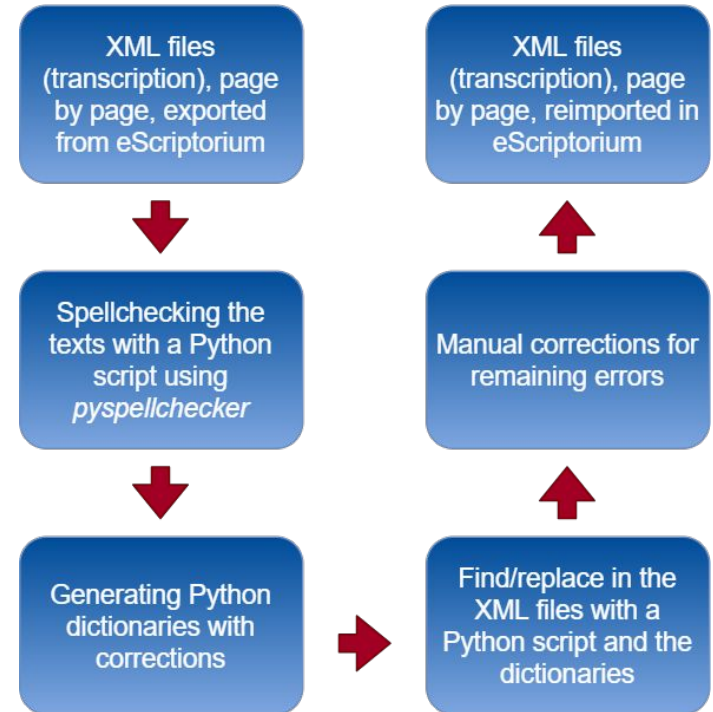 XML files
(transcription), page
by page, exported
from eScriptorium
Spellchecking the
texts with a Python
script using
pyspellchecker
Generating Python
dictionaries with
corrections
Find/replace in the
XML files with a
Python script and the
dictionaries
Manual corrections for
remaining errors
XML files
(transcription), page
by page, reimported in
eScriptorium